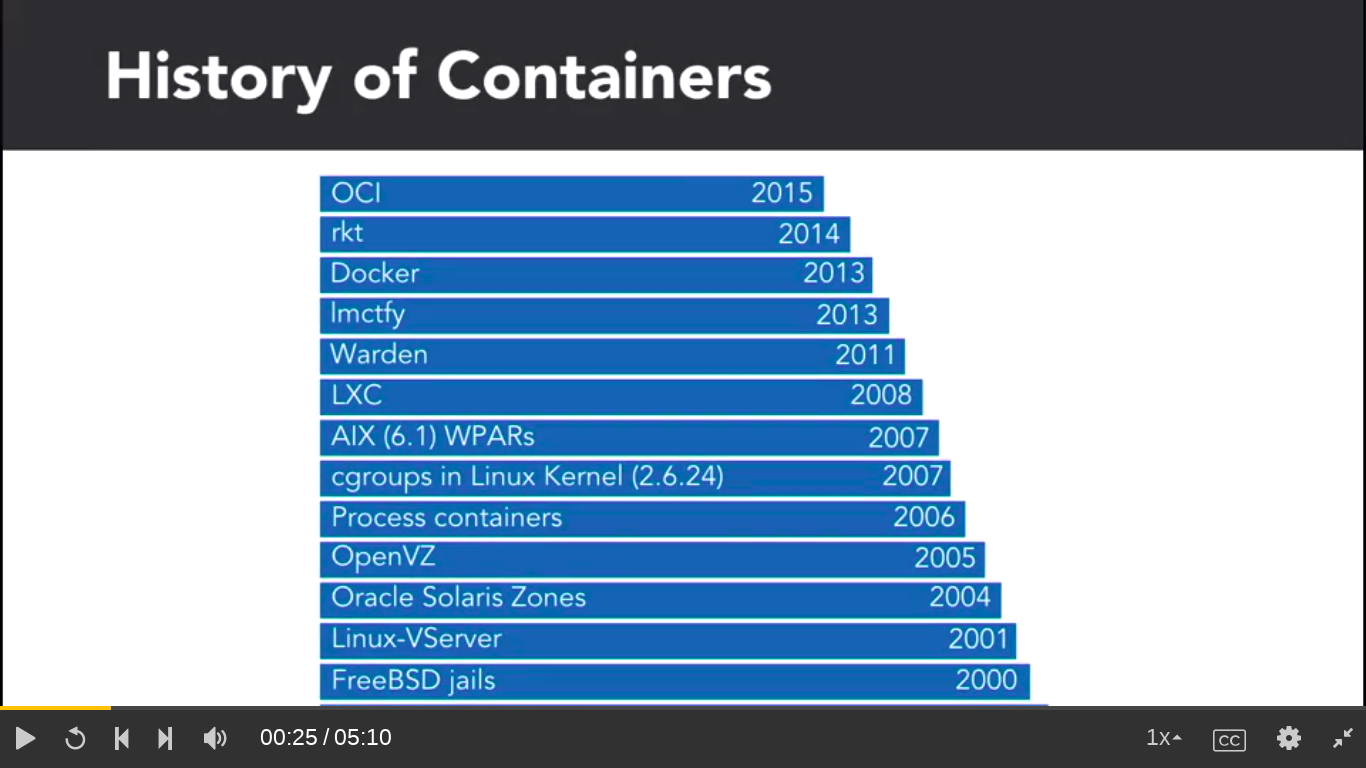 History of Containers
OCI 2015
rkt 2014
Docker 2013
lmctfy 2013
Warden 2011
LXC 2008
AIX (6.1) WPARs 2007
cgroups in Linux Kernel (2.6.24) 2007
Process containers 2006
OpenVZ 2005
Oracle Solaris Zones 2004
Linux-VServer 2001
FreeBSD jails 2000
00:25 / 05:10 1x CC